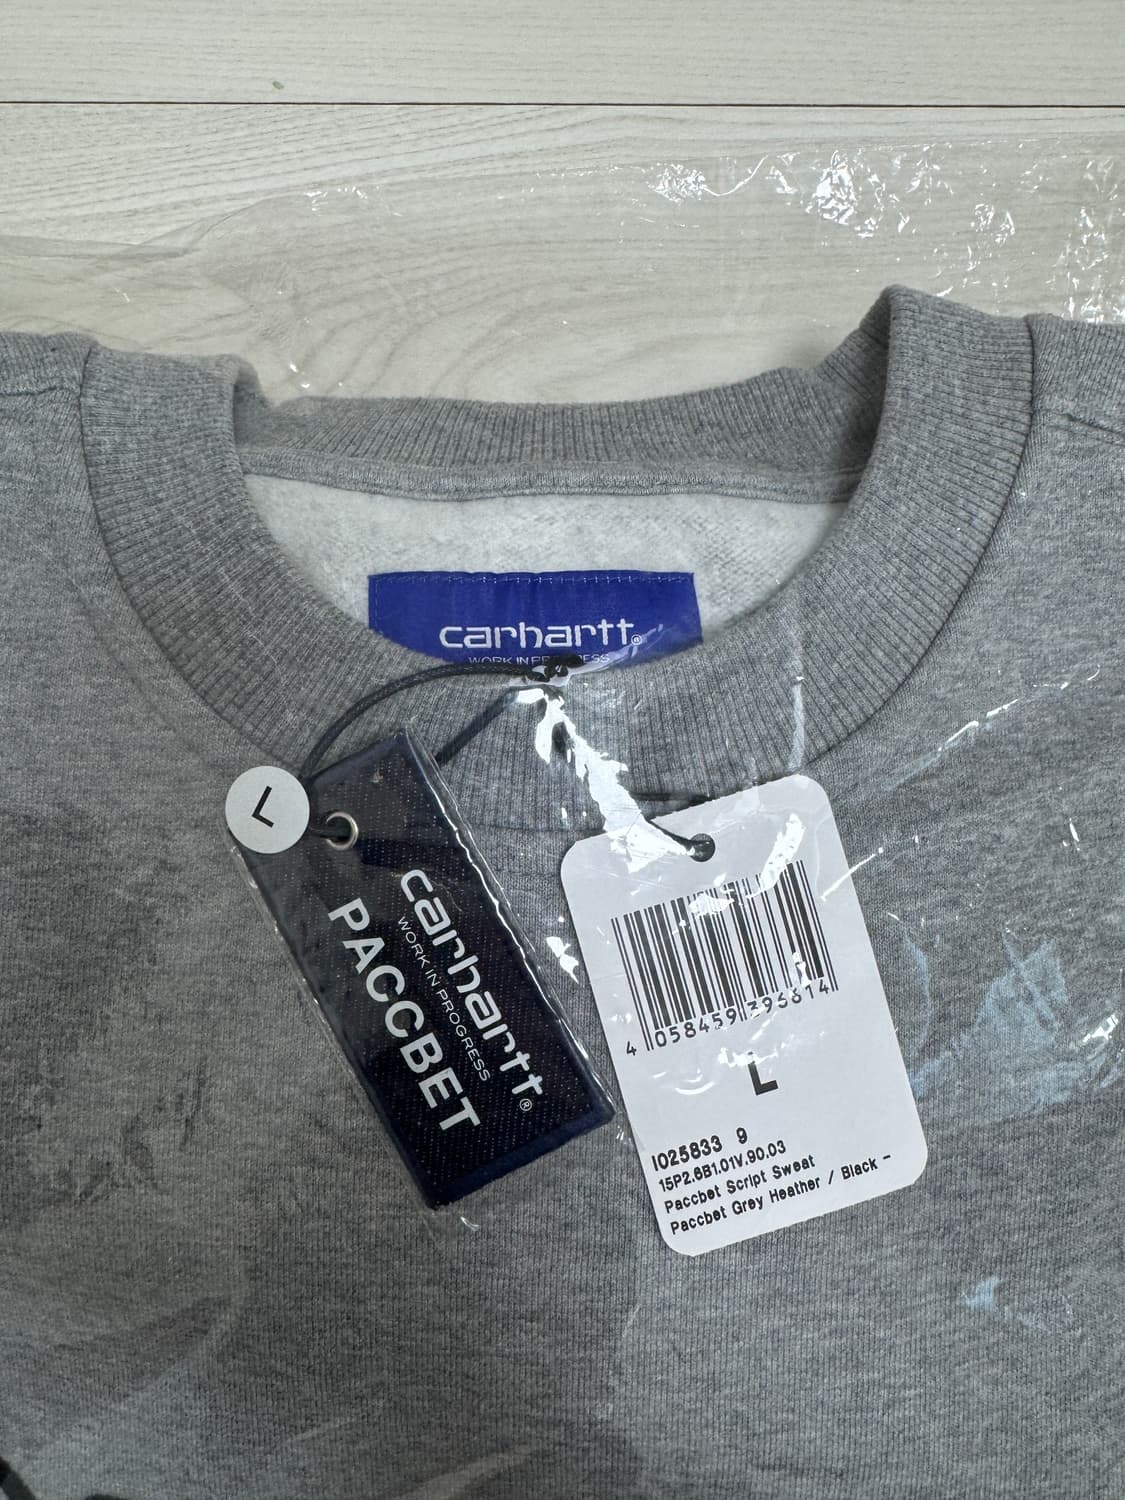 carhartt®
WORK IN PROGRESS
L
carhartt®
WORK IN PROGRESS
PACCBET
4 058459 396814
L
I025833 9
15P2.6B1.01V.90.03
Paccbet Script Sweat
Paccbet Grey Heather / Black -